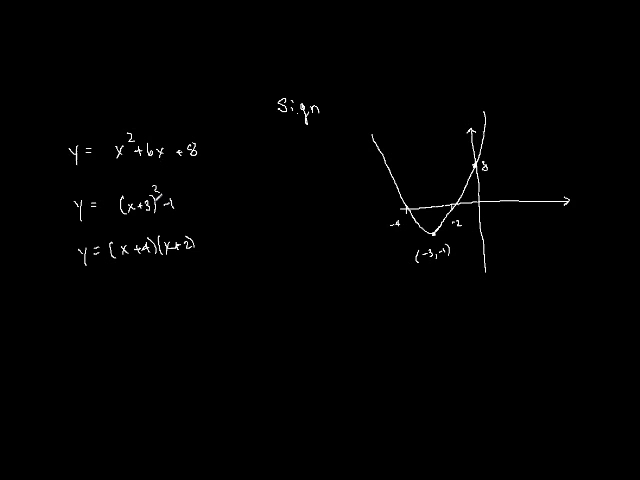 Sign
y = x² + 6x + 8
y = (x+3)² - 1
y = (x+4)(x+2)
8
-4
-2
(-3, -1)